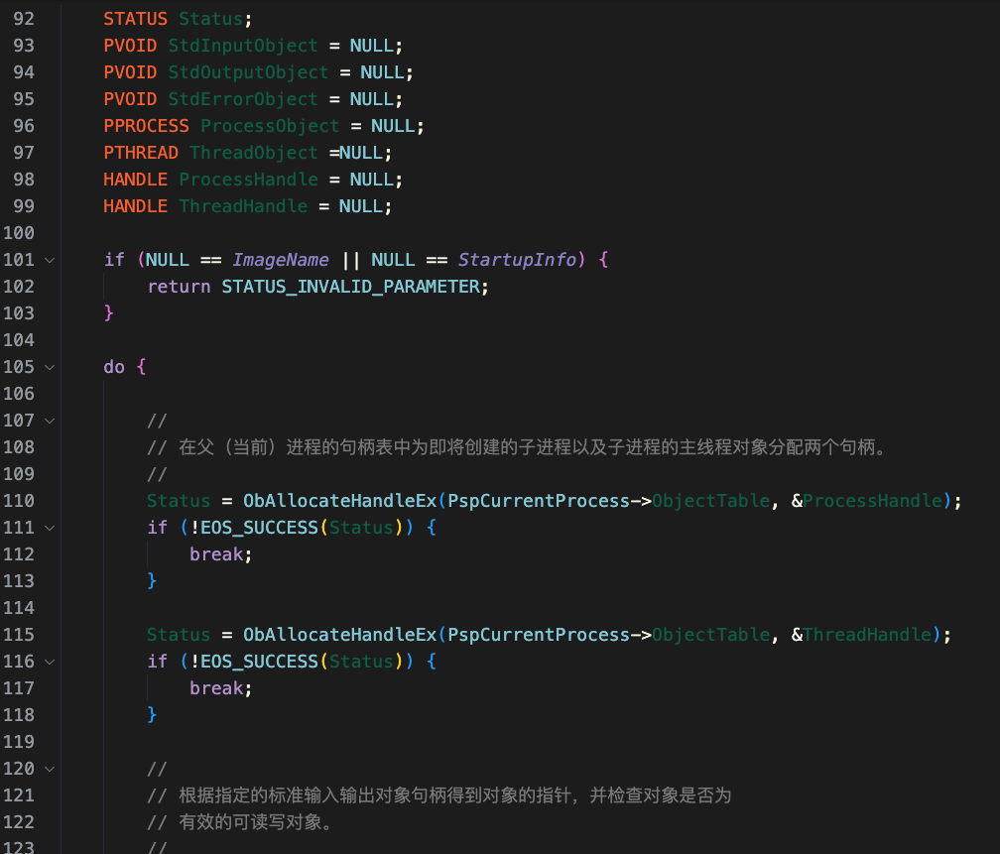 92 STATUS Status;
93 PVOID StdInputObject = NULL;
94 PVOID StdOutputObject = NULL;
95 PVOID StdErrorObject = NULL;
96 PPROCESS ProcessObject = NULL;
97 PTHREAD ThreadObject =NULL;
98 HANDLE ProcessHandle = NULL;
99 HANDLE ThreadHandle = NULL;
100
101 if (NULL == ImageName || NULL == StartupInfo) {
102 return STATUS_INVALID_PARAMETER;
103 }
104
105 do {
106
107 //
108 // 在父（当前）进程的句柄表中为即将创建的子进程以及子进程的主线程对象分配两个句柄。
109 //
110 Status = ObAllocateHandleEx(PspCurrentProcess->ObjectTable, &ProcessHandle);
111 if (!EOS_SUCCESS(Status)) {
112 break;
113 }
114
115 Status = ObAllocateHandleEx(PspCurrentProcess->ObjectTable, &ThreadHandle);
116 if (!EOS_SUCCESS(Status)) {
117 break;
118 }
119
120 //
121 // 根据指定的标准输入输出对象句柄得到对象的指针，并检查对象是否为
122 // 有效的可读写对象。
123 //